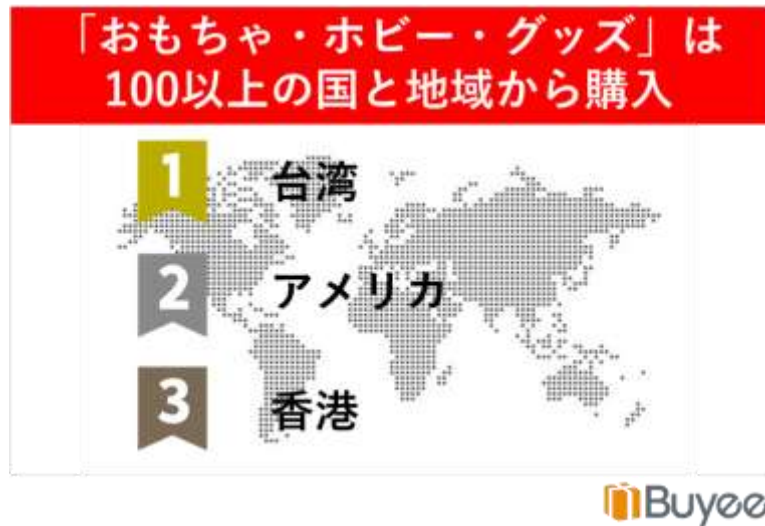 「おもちゃ・ホビー・グッズ」は
100以上の国と地域から購入
1 台湾
2 アメリカ
3 香港
Buyee